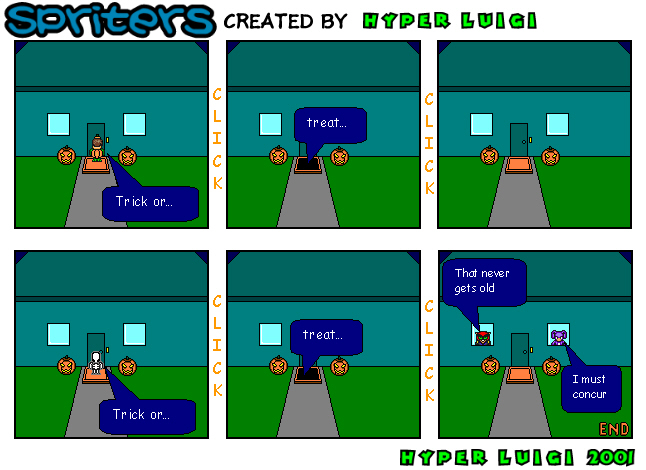 Spriters CREATED BY HYPER LUIGI
Trick or...
CLICK
treat...
CLICK
Trick or...
CLICK
treat...
CLICK
That never
gets old
I must
concur
END
HYPER LUIGI 2001